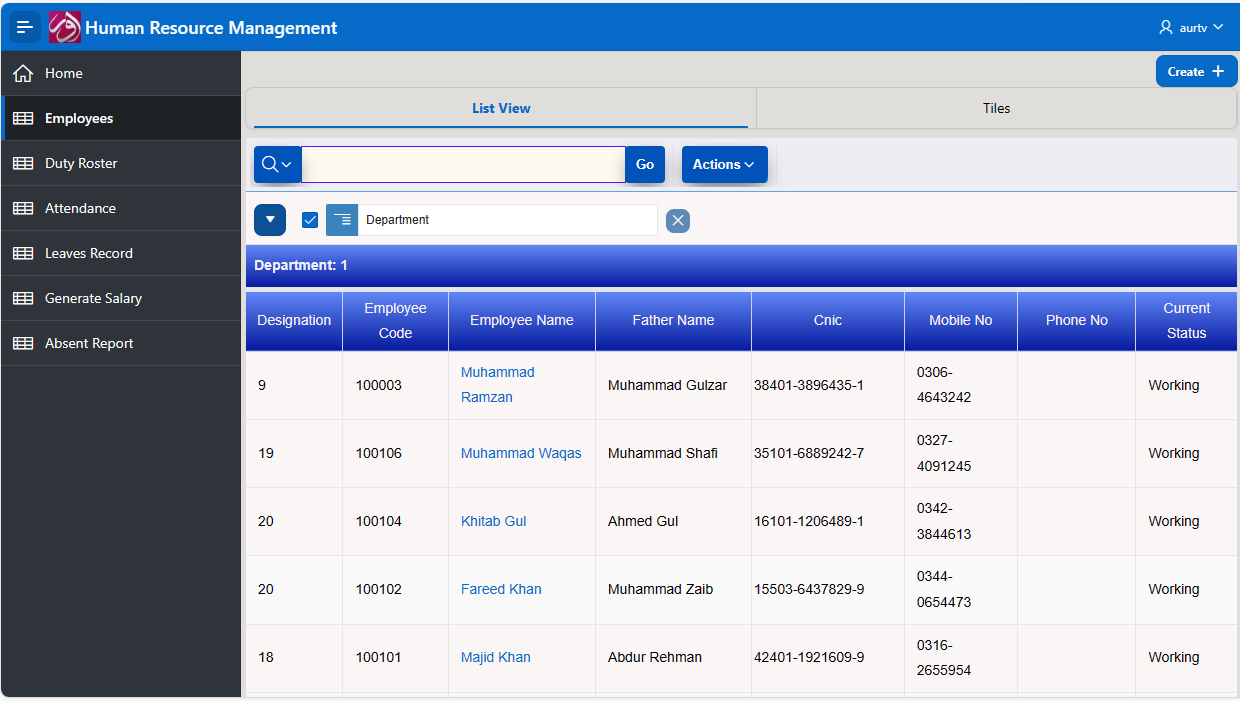 Human Resource Management
aurtv
Home
Employees
Duty Roster
Attendance
Leaves Record
Generate Salary
Absent Report
Create
List View
Tiles
Go
Actions
Department
Department: 1
Designation Employee Code Employee Name Father Name Cnic Mobile No Phone No Current Status
9 100003 Muhammad Ramzan Muhammad Gulzar 38401-3896435-1 0306-4643242 Working
19 100106 Muhammad Waqas Muhammad Shafi 35101-6889242-7 0327-4091245 Working
20 100104 Khitab Gul Ahmed Gul 16101-1206489-1 0342-3844613 Working
20 100102 Fareed Khan Muhammad Zaib 15503-6437829-9 0344-0654473 Working
18 100101 Majid Khan Abdur Rehman 42401-1921609-9 0316-2655954 Working